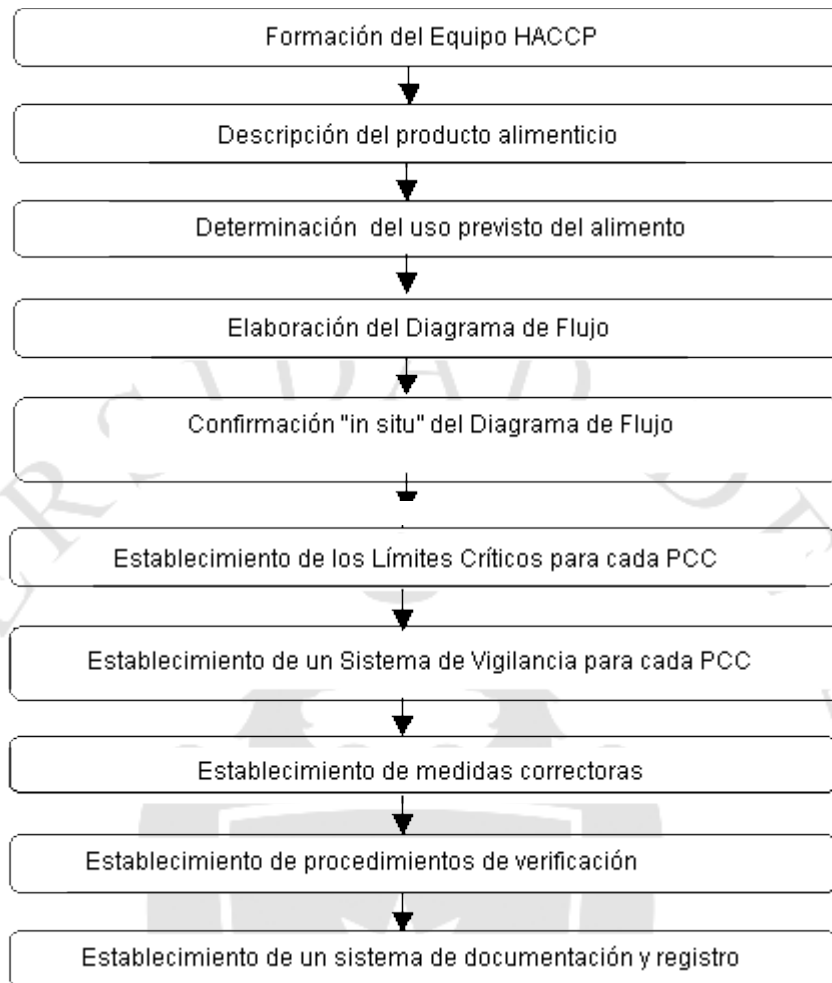 Formación del Equipo HACCP
Descripción del producto alimenticio
Determinación del uso previsto del alimento
Elaboración del Diagrama de Flujo
Confirmación "in situ" del Diagrama de Flujo
Establecimiento de los Límites Críticos para cada PCC
Establecimiento de un Sistema de Vigilancia para cada PCC
Establecimiento de medidas correctoras
Establecimiento de procedimientos de verificación
Establecimiento de un sistema de documentación y registro